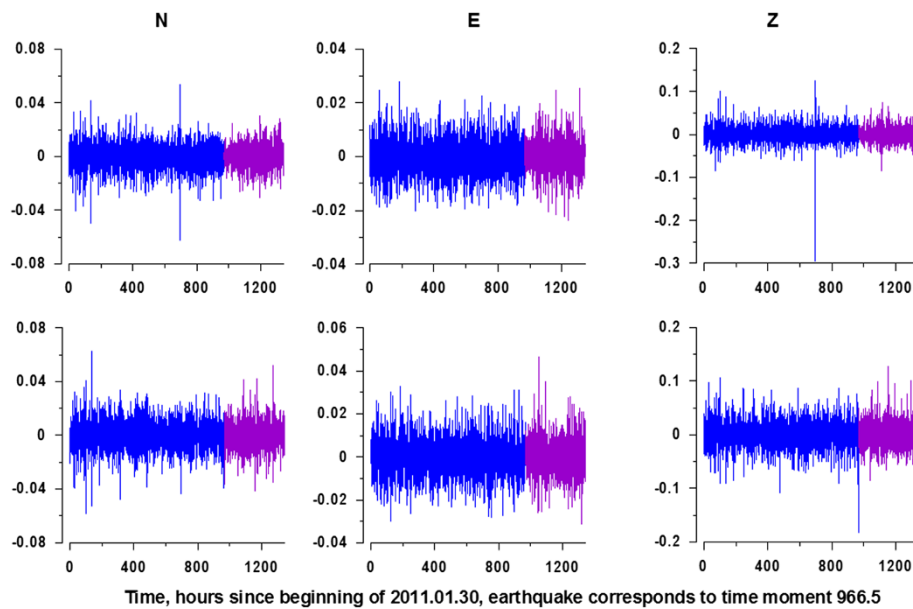 N E Z
0.08 0.04 0.2
0.04 0.02 0.1
0 0 0
-0.1
-0.04 -0.02 -0.2
-0.08 -0.04 -0.3
0 400 800 1200 0 400 800 1200 0 400 800 1200
0.08 0.06 0.2
0.04 0.04 0.1
0.02
0 0 0
-0.04 -0.02 -0.1
-0.08 -0.04 -0.2
0 400 800 1200 0 400 800 1200 0 400 800 1200
Time, hours since beginning of 2011.01.30, earthquake corresponds to time moment 966.5